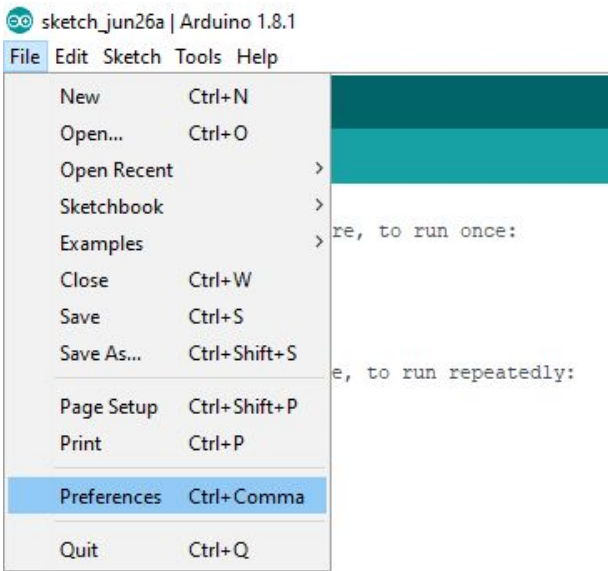 sketch_jun26a | Arduino 1.8.1
File Edit Sketch Tools Help
New Ctrl+N
Open... Ctrl+O
Open Recent
Sketchbook
Examples
re, to run once:
Close Ctrl+W
Save Ctrl+S
Save As... Ctrl+Shift+S
e, to run repeatedly:
Page Setup Ctrl+Shift+P
Print Ctrl+P
Preferences Ctrl+Comma
Quit Ctrl+Q